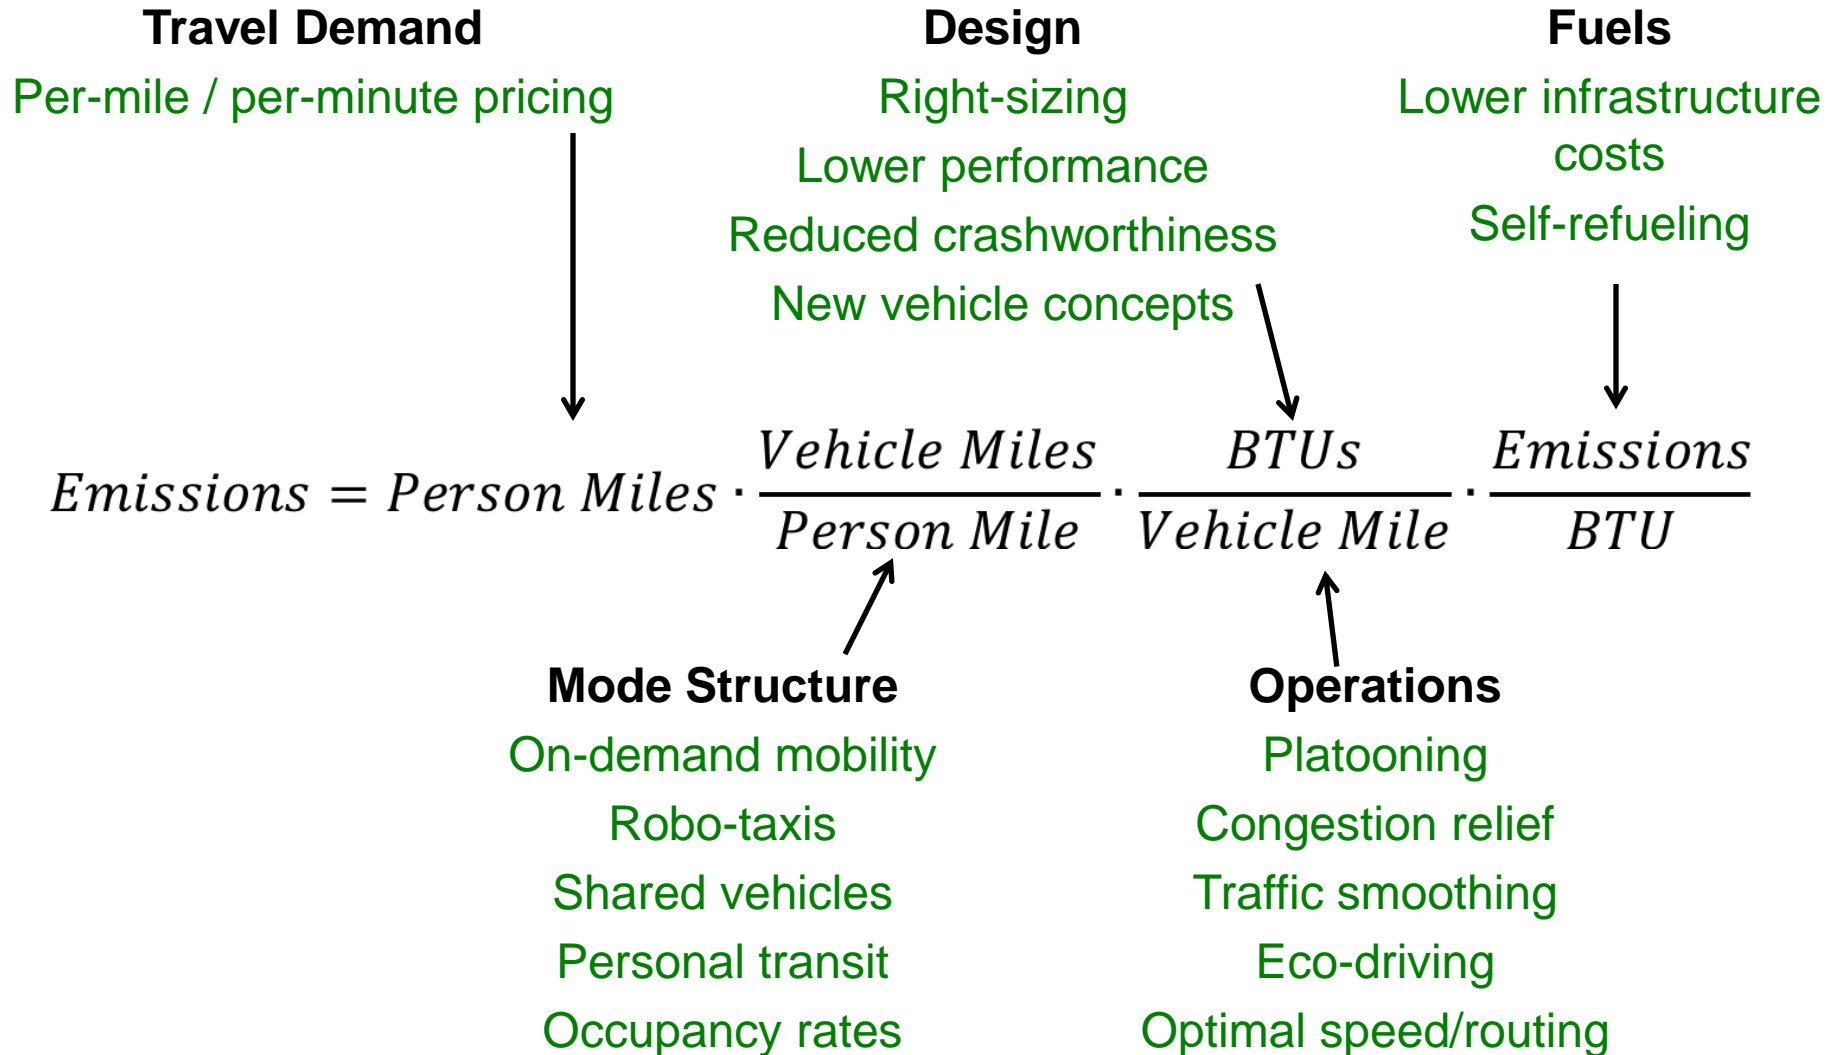 Travel Demand
Per-mile / per-minute pricing
Design
Right-sizing
Lower performance
Reduced crashworthiness
New vehicle concepts
Fuels
Lower infrastructure
costs
Self-refueling
Emissions = Person Miles · Vehicle Miles / Person Mile · BTUs / Vehicle Mile · Emissions / BTU
Mode Structure
On-demand mobility
Robo-taxis
Shared vehicles
Personal transit
Occupancy rates
Operations
Platooning
Congestion relief
Traffic smoothing
Eco-driving
Optimal speed/routing